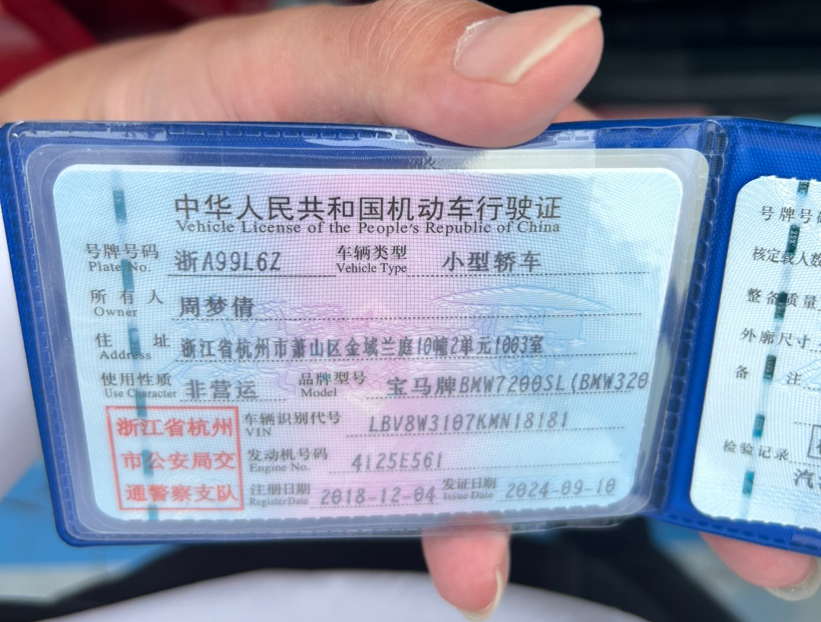 中华人民共和国机动车行驶证
Vehicle License of the People's Republic of China
号牌号码 浙A99L6Z 车辆类型 小型轿车
Plate No. Vehicle Type
所有人 周梦倩
Owner
住址 浙江省杭州市萧山区金域兰庭10幢2单元1003室
Address
使用性质 非营运 品牌型号 宝马牌BMW7200SL(BMW320
Use Character Model
浙江省杭州 车辆识别代号 LBV8W3107KMN18181
VIN
市公安局交 发动机号码 4125E561
Engine No.
通警察支队 注册日期 2018-12-04 发证日期 2024-09-10
Register Date Issue Date
号牌号
核定载人数
整备质量
外廓尺寸
备注
检验记录